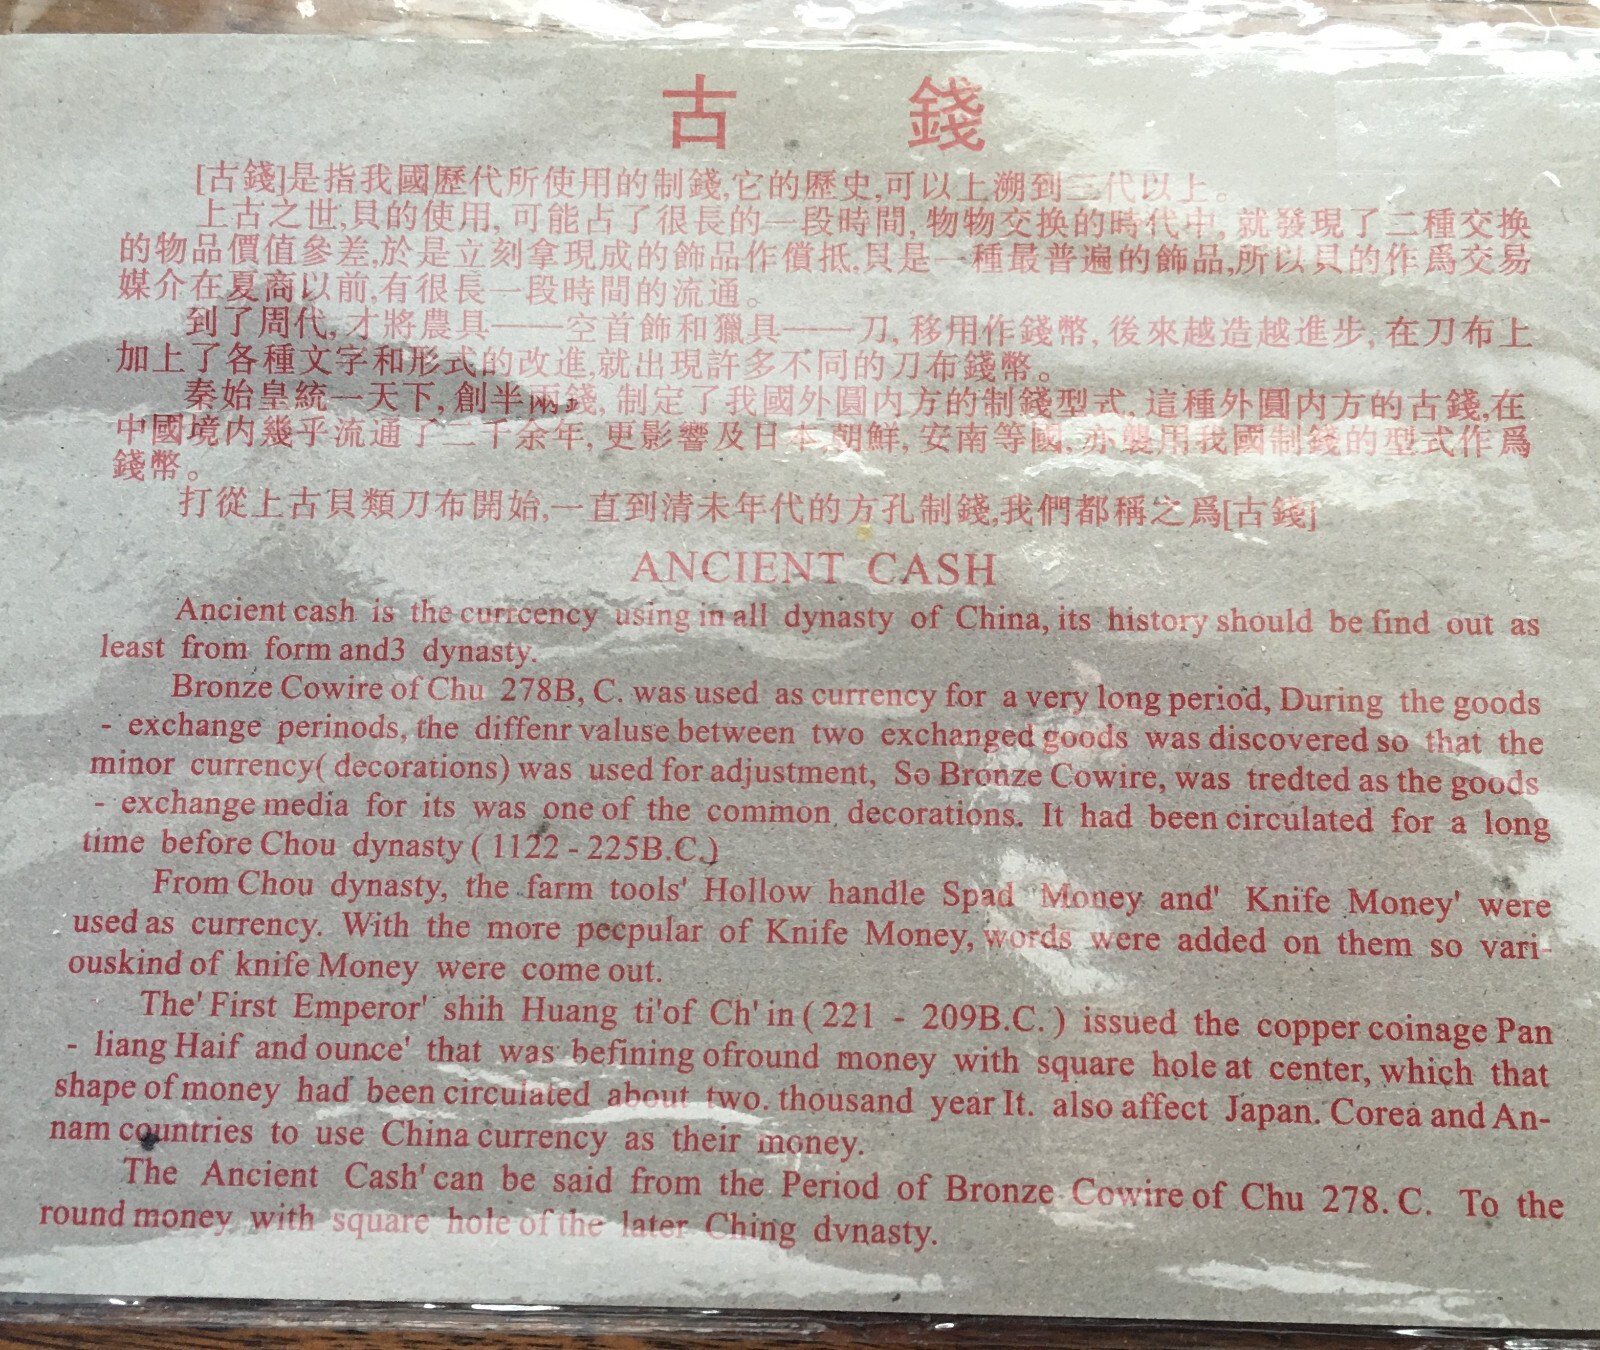 古 錢
[古錢]是指我國歷代所使用的制錢,它的歷史,可以上溯到三代以上。
上古之世,貝的使用,可能占了很長的一段時間,物物交換的時代中,就發現了二種交換
的物品價值參差,於是立刻拿現成的飾品作償抵,貝是一種最普遍的飾品,所以貝的作爲交易
媒介在夏商以前,有很長一段時間的流通。
到了周代,才將農具——空首飾和獵具——刀,移用作錢幣,後來越造越進步,在刀布上
加上了各種文字和形式的改進,就出現許多不同的刀布錢幣。
秦始皇統一天下,創半兩錢,制定了我國外圓内方的制錢型式,這種外圓内方的古錢,在
中國境内幾乎流通了二千余年,更影響及日本,朝鮮,安南等國,亦襲用我國制錢的型式作爲
錢幣。
打從上古貝類刀布開始,一直到清未年代的方孔制錢,我們都稱之爲[古錢]
ANCIENT CASH
Ancient cash is the currcency using in all dynasty of China, its history should be find out as
least from form and3 dynasty.
Bronze Cowire of Chu 278B, C. was used as currency for a very long period, During the goods
- exchange perinods, the diffenr valuse between two exchanged goods was discovered so that the
minor currency( decorations) was used for adjustment, So Bronze Cowire, was tredted as the goods
- exchange media for its was one of the common decorations. It had been circulated for a long
time before Chou dynasty ( 1122 - 225B.C.)
From Chou dynasty, the farm tools' Hollow handle Spad Money and' Knife Money' were
used as currency. With the more pecpular of Knife Money, words were added on them so vari-
ouskind of knife Money were come out.
The' First Emperor' shih Huang ti'of Ch' in ( 221 - 209B.C. ) issued the copper coinage Pan
- liang Haif and ounce' that was befining ofround money with square hole at center, which that
shape of money had been circulated about two. thousand year It. also affect Japan. Corea and An-
nam countries to use China currency as their money.
The Ancient Cash' can be said from the Period of Bronze Cowire of Chu 278. C. To the
round money with square hole of the later Ching dvnasty.